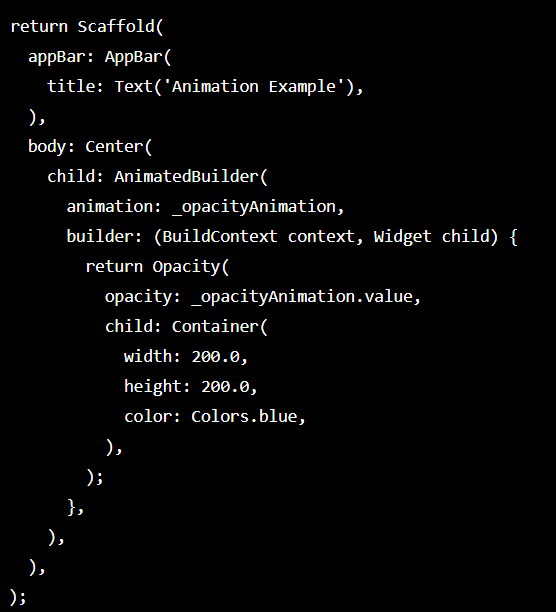 return Scaffold(
  appBar: AppBar(
    title: Text('Animation Example'),
  ),
  body: Center(
    child: AnimatedBuilder(
      animation: _opacityAnimation,
      builder: (BuildContext context, Widget child) {
        return Opacity(
          opacity: _opacityAnimation.value,
          child: Container(
            width: 200.0,
            height: 200.0,
            color: Colors.blue,
          ),
        );
      },
    ),
  ),
);